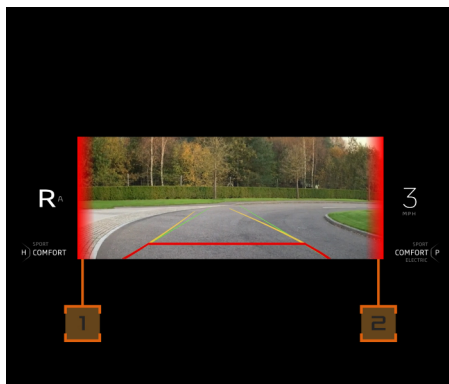 R A
3
MPH
SPORT
H COMFORT
SPORT
COMFORT P
ELECTRIC
1
2